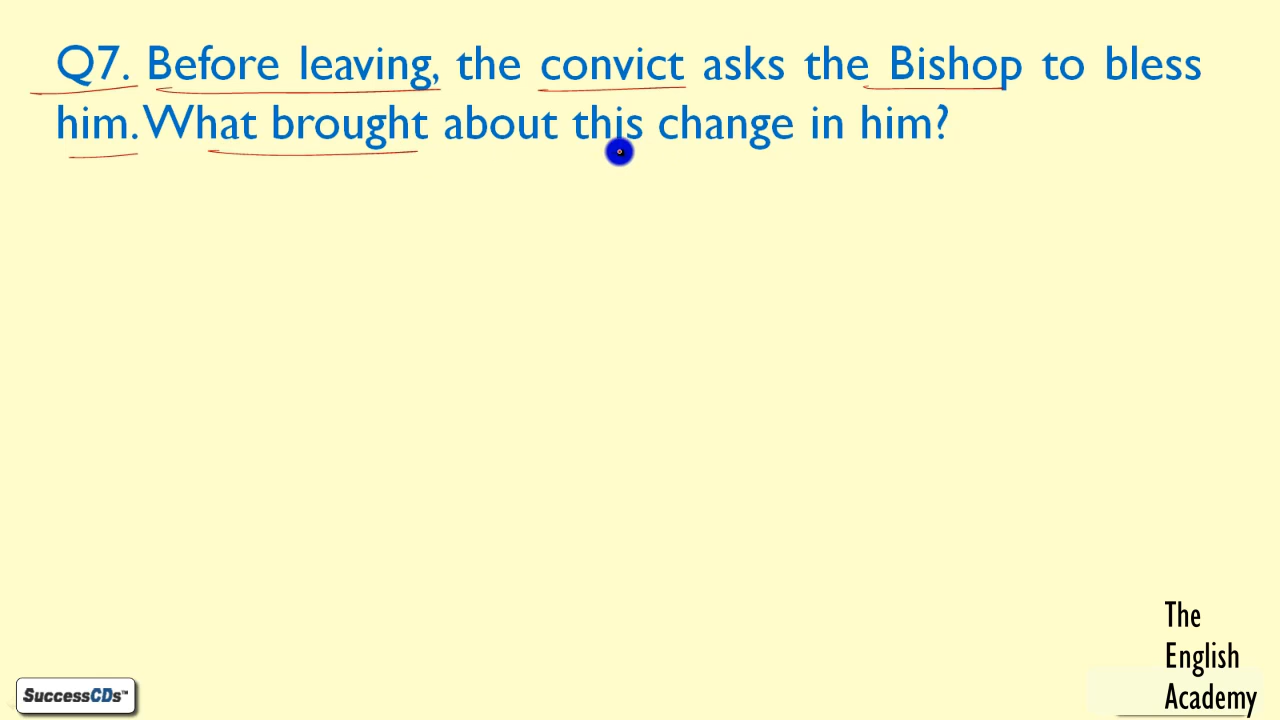 Q7. Before leaving, the convict asks the Bishop to bless
him. What brought about this change in him?
The
English
Academy
SuccessCDs™